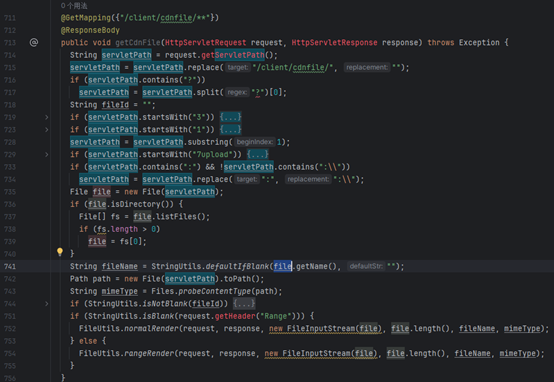 0 个用法
711 @GetMapping({"/client/cdnfile/**"})
712 @ResponseBody
713 public void getCdnFile(HttpServletRequest request, HttpServletResponse response) throws Exception {
714 String servletPath = request.getServletPath();
715 servletPath = servletPath.replace( target: "/client/cdnfile/", replacement: "");
716 if (servletPath.contains("?"))
717 servletPath = servletPath.split( regex: "?")[0];
718 String fileId = "";
719 if (servletPath.startsWith("3")) {...}
723 if (servletPath.startsWith("1")) {...}
728 servletPath = servletPath.substring( beginIndex: 1);
729 if (servletPath.startsWith("7upload")) {...}
733 if (servletPath.contains(":") && !servletPath.contains(":\\"))
734 servletPath = servletPath.replace( target: ":", replacement: ":\\");
735 File file = new File(servletPath);
736 if (file.isDirectory()) {
737 File[] fs = file.listFiles();
738 if (fs.length > 0)
739 file = fs[0];
740 }
741 String fileName = StringUtils.defaultIfBlank(file.getName(), defaultStr: "");
742 Path path = new File(servletPath).toPath();
743 String mimeType = Files.probeContentType(path);
744 if (StringUtils.isNotBlank(fileId)) {...}
751 if (StringUtils.isBlank(request.getHeader("Range"))) {
752 FileUtils.normalRender(request, response, new FileInputStream(file), file.length(), fileName, mimeType);
753 } else {
754 FileUtils.rangeRender(request, response, new FileInputStream(file), file.length(), fileName, mimeType);
755 }
756 }